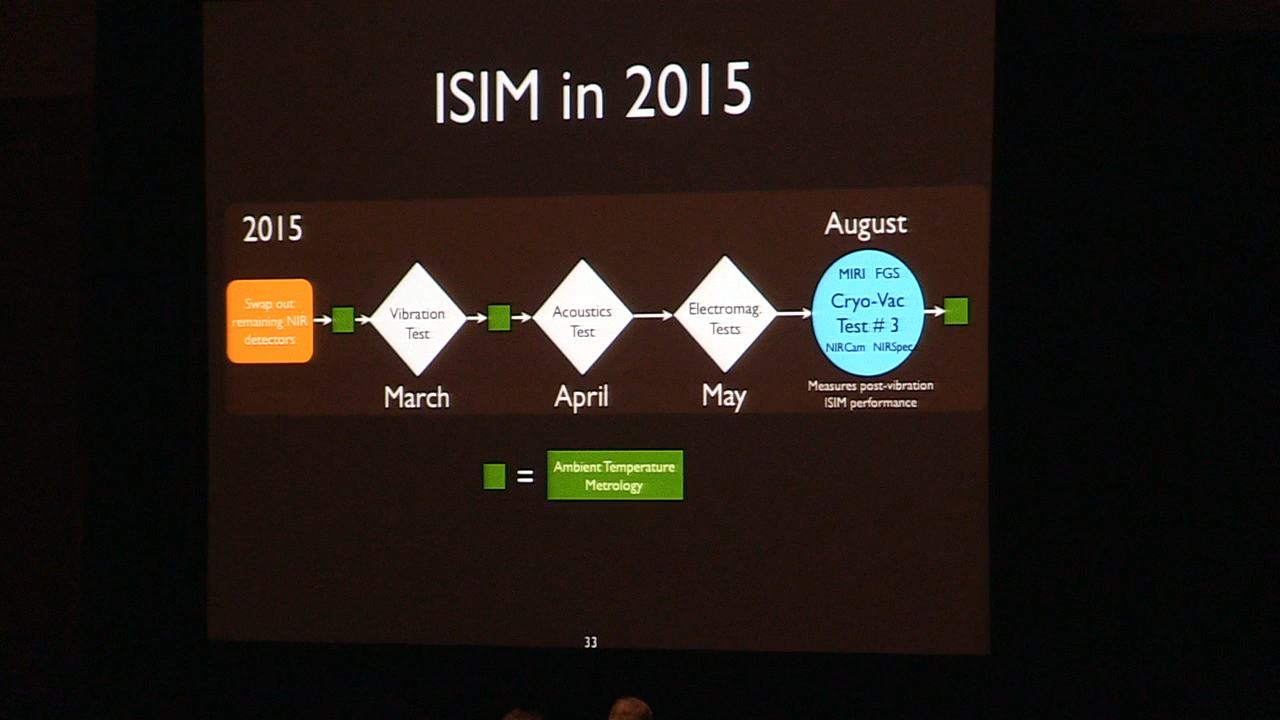 ISIM in 2015
2015
August
Swap out
remaining NIR
detectors
Vibration
Test
Acoustics
Test
Electromag.
Tests
MIRI FGS
Cryo-Vac
Test # 3
NIRCam NIRSpec
March
April
May
Measures post-vibration
ISIM performance
=
Ambient Temperature
Metrology
33